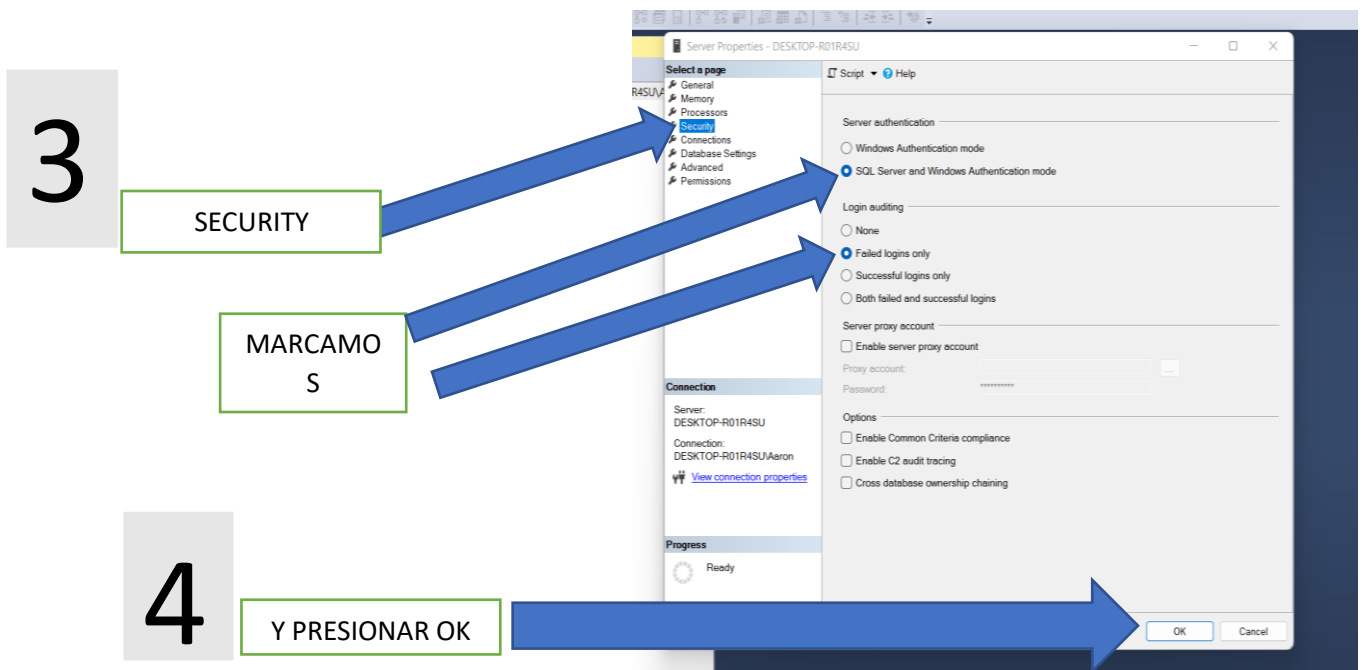 3
SECURITY
MARCAMO
S
4
Y PRESIONAR OK
Server Properties - DESKTOP-R01R4SU
Select a page
General
Memory
Processors
Security
Connections
Database Settings
Advanced
Permissions
Connection
Server:
DESKTOP-R01R4SU
Connection:
DESKTOP-R01R4SU\Aaron
View connection properties
Progress
Ready
Script Help
Server authentication
Windows Authentication mode
SQL Server and Windows Authentication mode
Login auditing
None
Failed logins only
Successful logins only
Both failed and successful logins
Server proxy account
Enable server proxy account
Proxy account:
...
Password:
**********
Options
Enable Common Criteria compliance
Enable C2 audit tracing
Cross database ownership chaining
OK Cancel